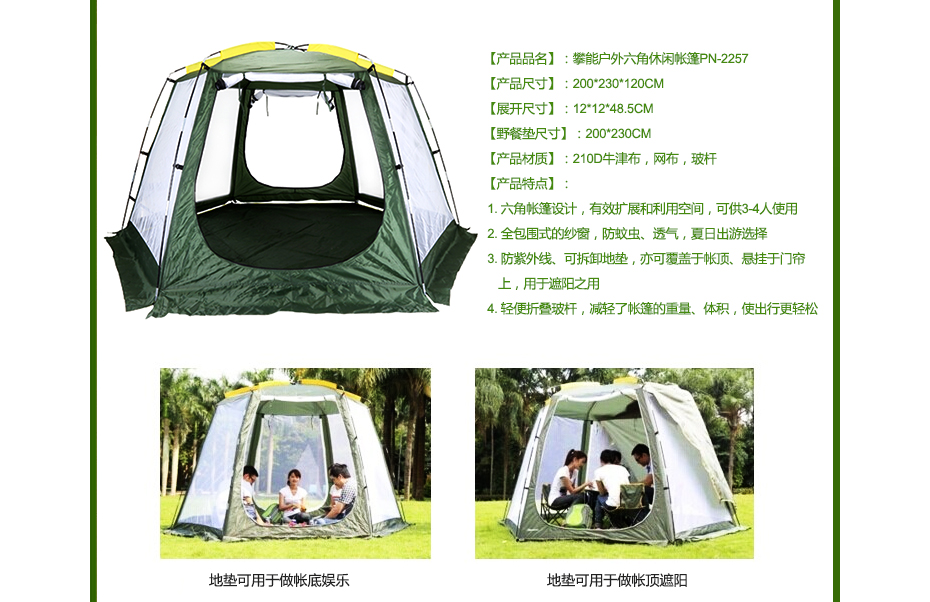 【产品品名】：攀能户外六角休闲帐篷PN-2257
【产品尺寸】：200*230*120CM
【展开尺寸】：12*12*48.5CM
【野餐垫尺寸】：200*230CM
【产品材质】：210D牛津布，网布，玻杆
【产品特点】：
1. 六角帐篷设计，有效扩展和利用空间，可供3-4人使用
2. 全包围式的纱窗，防蚊虫、透气，夏日出游选择
3. 防紫外线、可拆卸地垫，亦可覆盖于帐顶、悬挂于门帘
上，用于遮阳之用
4. 轻便折叠玻杆，减轻了帐篷的重量、体积，使出行更轻松
地垫可用于做帐底娱乐
地垫可用于做帐顶遮阳